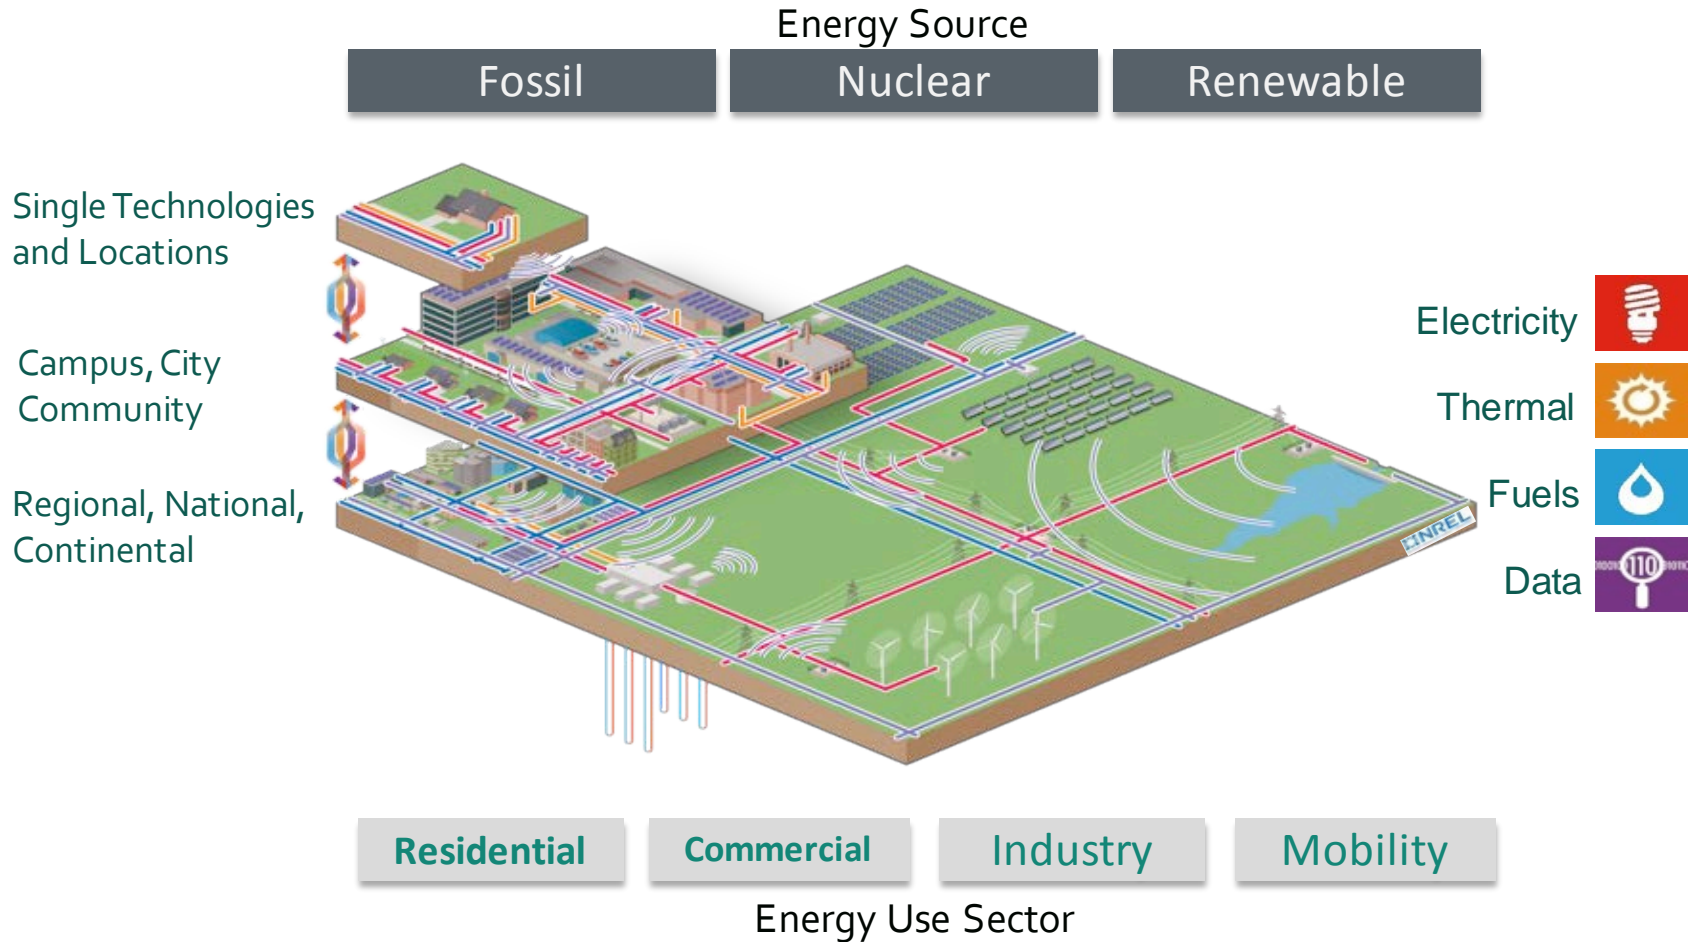 Energy Source
Fossil
Nuclear
Renewable
Single Technologies
and Locations
Campus, City
Community
Regional, National,
Continental
Electricity
Thermal
Fuels
Data
110
NREL
Residential
Commercial
Industry
Mobility
Energy Use Sector